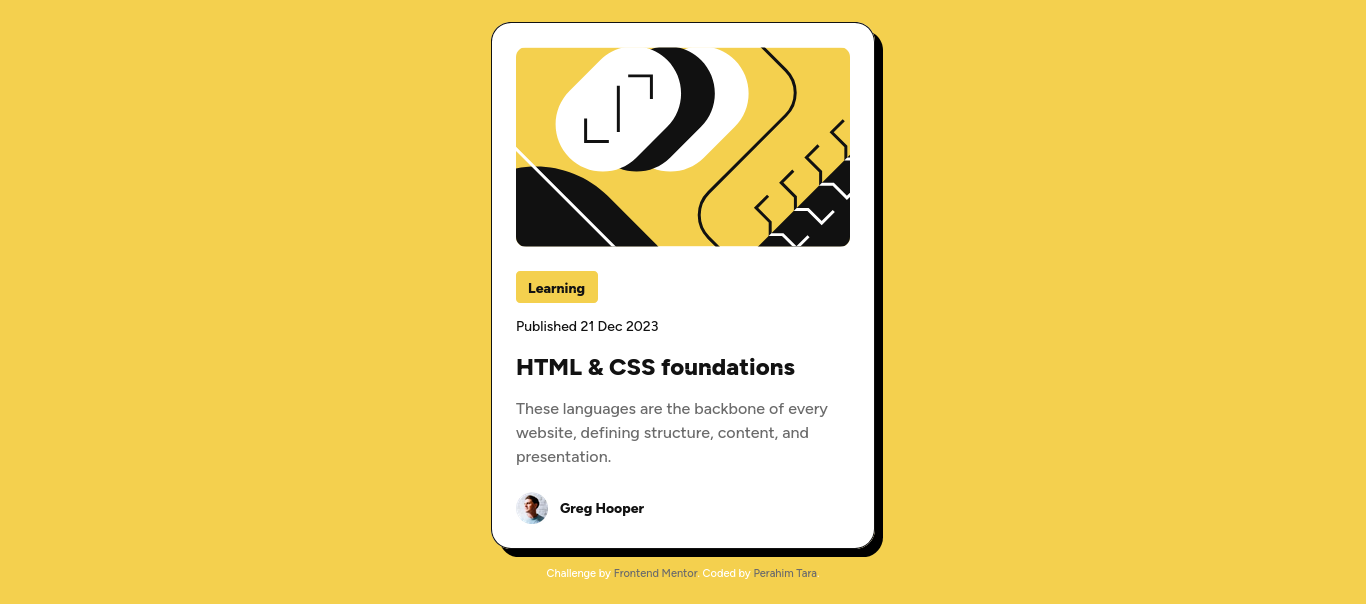 Learning
Published 21 Dec 2023
HTML & CSS foundations
These languages are the backbone of every
website, defining structure, content, and
presentation.
Greg Hooper
Challenge by Frontend Mentor. Coded by Perahim Tara.